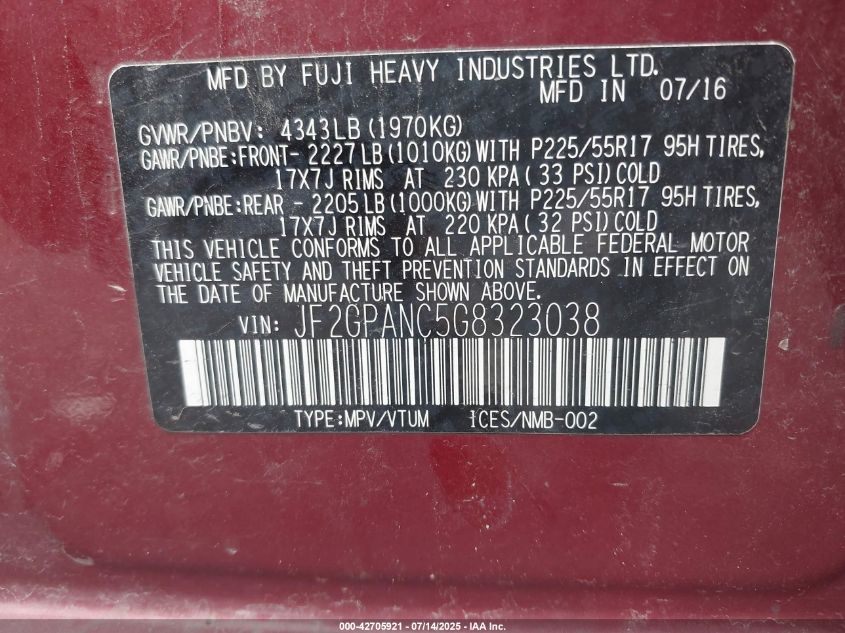 MFD BY FUJI HEAVY INDUSTRIES LTD.
MFD IN 07/16
GVWR/PNBV: 4343LB (1970KG)
GAWR/PNBE:FRONT- 2227 LB (1010KG) WITH P225/55R17 95H TIRES,
17X7J RIMS AT 230 KPA ( 33 PSI) COLD
GAWR/PNBE:REAR - 2205 LB (1000KG) WITH P225/55R17 95H TIRES,
17X7J RIMS AT 220 KPA ( 32 PSI) COLD
THIS VEHICLE CONFORMS TO ALL APPLICABLE FEDERAL MOTOR
VEHICLE SAFETY AND THEFT PREVENTION STANDARDS IN EFFECT ON
THE DATE OF MANUFACTURE SHOWN ABOVE.
VIN: JF2GPANC5G8323038
TYPE:MPV/VTUM ICES/NMB-002
000-42705921 - 07/14/2025 - IAA Inc.